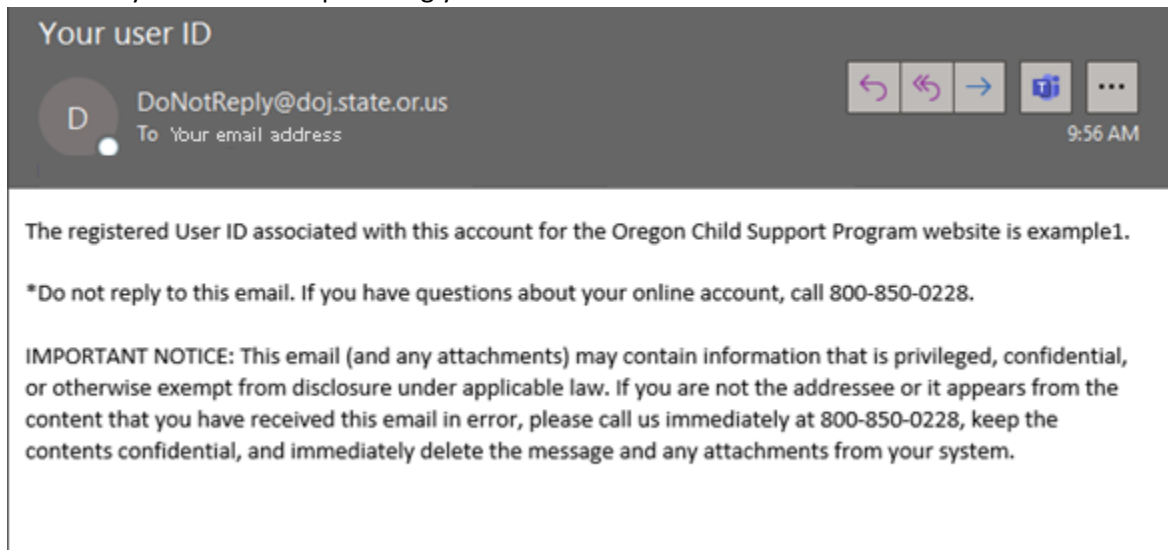 Your user ID
D
DoNotReply@doj.state.or.us
To Your email address
9:56 AM
The registered User ID associated with this account for the Oregon Child Support Program website is example1.
*Do not reply to this email. If you have questions about your online account, call 800-850-0228.
IMPORTANT NOTICE: This email (and any attachments) may contain information that is privileged, confidential,
or otherwise exempt from disclosure under applicable law. If you are not the addressee or it appears from the
content that you have received this email in error, please call us immediately at 800-850-0228, keep the
contents confidential, and immediately delete the message and any attachments from your system.